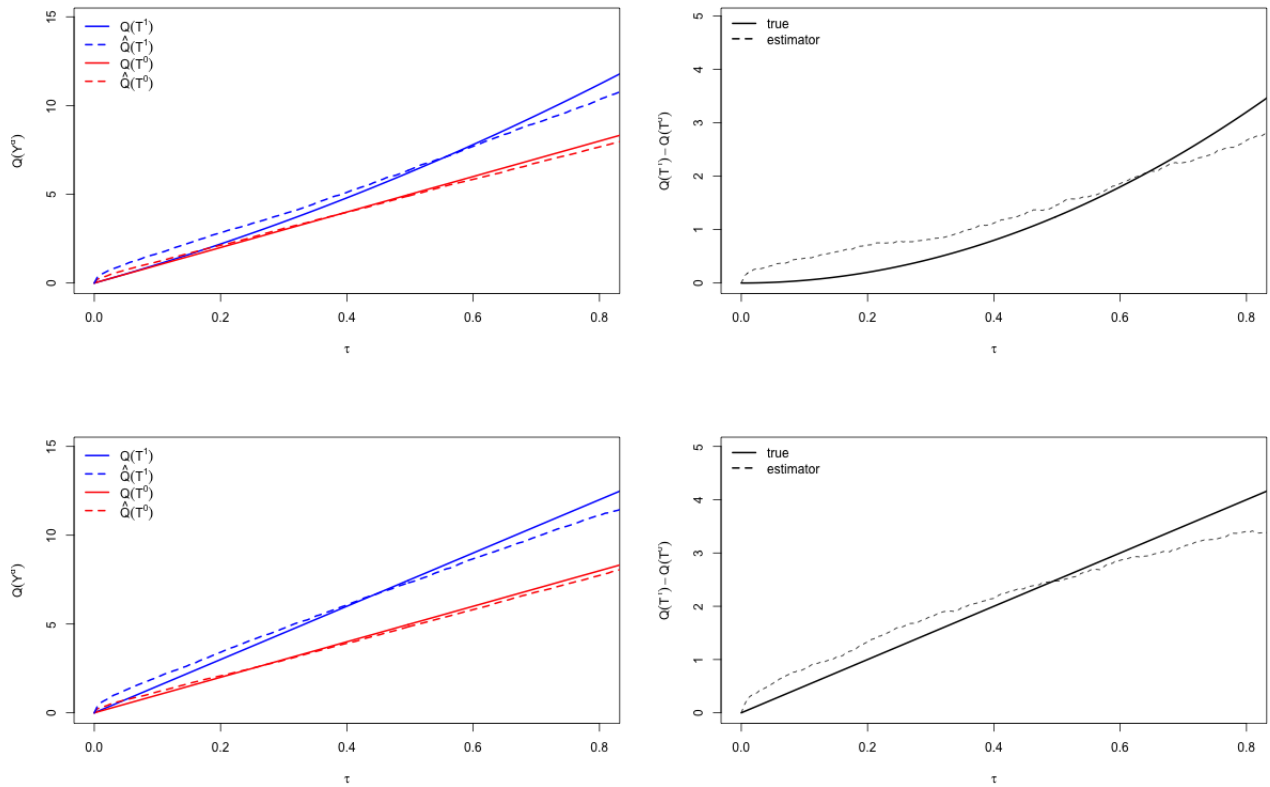 15
10
5
0
Q(Yᵃ)
Q(T¹)
Q̂(T¹)
Q(T⁰)
Q̂(T⁰)
0.0 0.2 0.4 0.6 0.8
τ
5
4
3
2
1
0
Q(T¹) − Q(T⁰)
true
estimator
0.0 0.2 0.4 0.6 0.8
τ
15
10
5
0
Q(Yᵃ)
Q(T¹)
Q̂(T¹)
Q(T⁰)
Q̂(T⁰)
0.0 0.2 0.4 0.6 0.8
τ
5
4
3
2
1
0
Q(T¹) − Q(T⁰)
true
estimator
0.0 0.2 0.4 0.6 0.8
τ